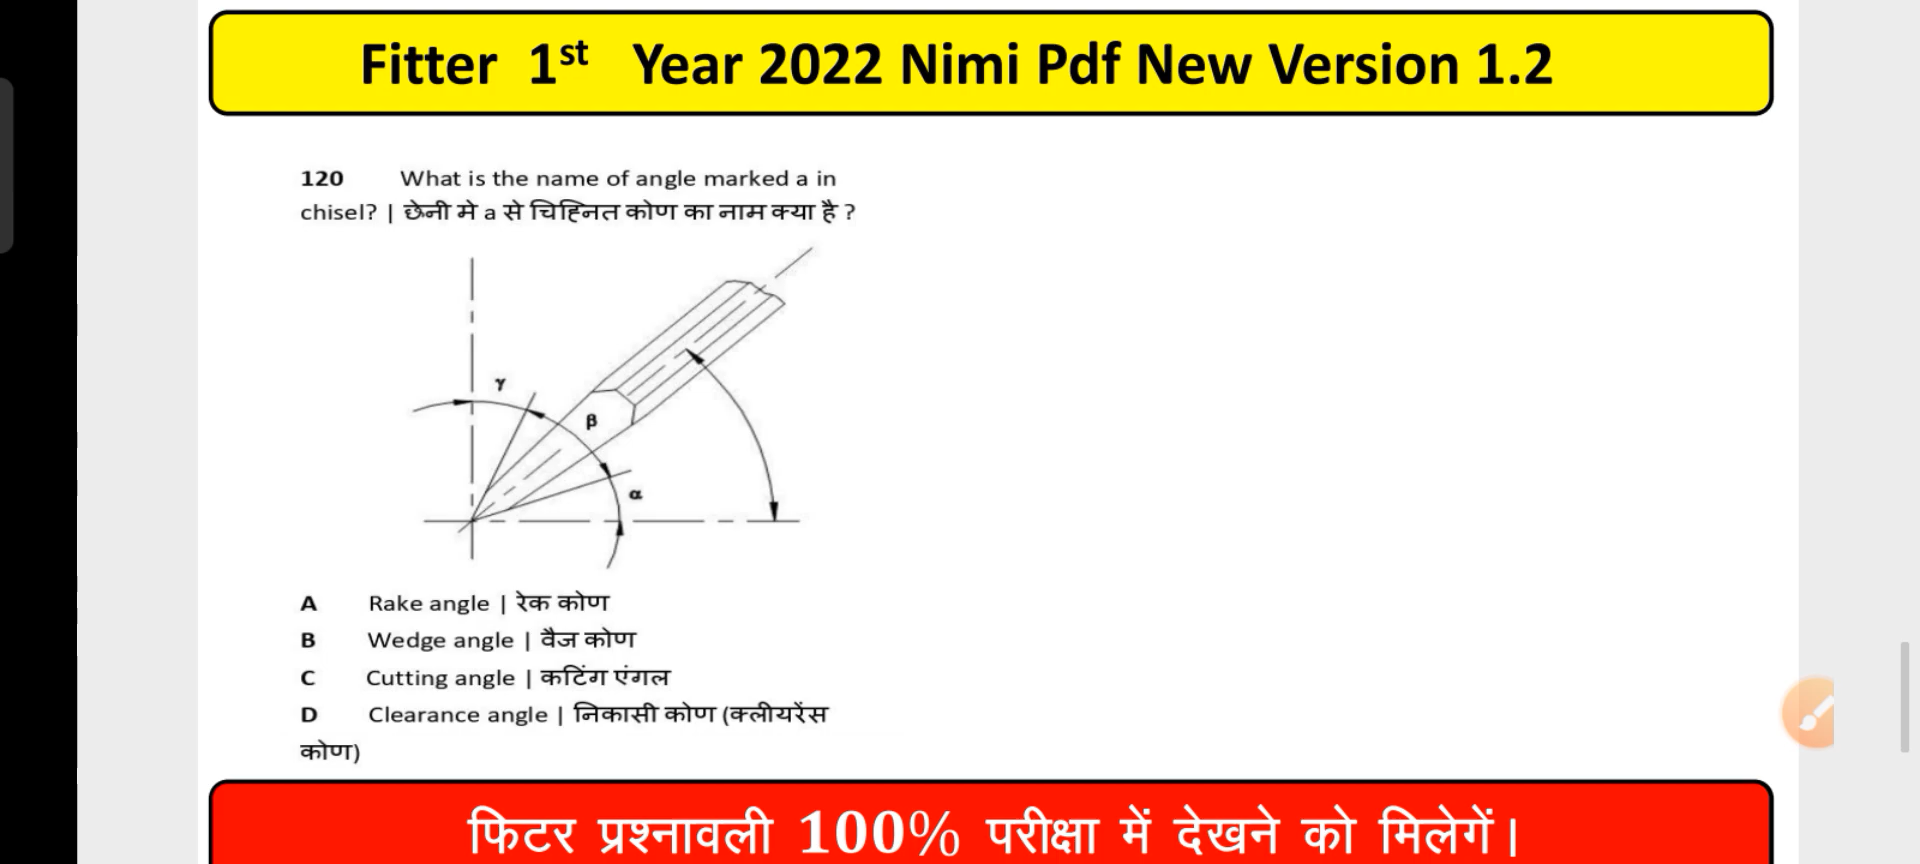 Fitter 1st Year 2022 Nimi Pdf New Version 1.2
120 What is the name of angle marked a in
chisel? | छेनी मे a से चिह्नित कोण का नाम क्या है ?
γ
β
α
A Rake angle | रेक कोण
B Wedge angle | वैज कोण
C Cutting angle | कटिंग एंगल
D Clearance angle | निकासी कोण (क्लीयरेंस
कोण)
फिटर प्रश्नावली 100% परीक्षा में देखने को मिलेगें।